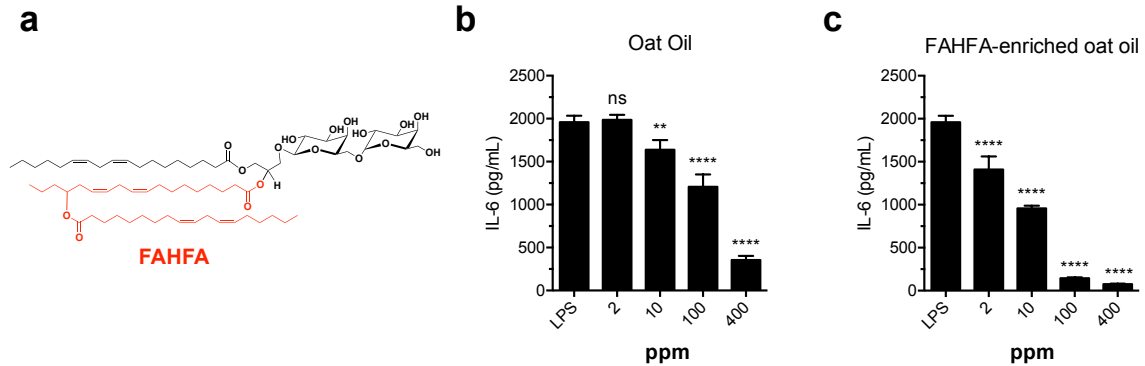 a
O
O
O
O
H
O
O
O
O
HO
OH
OH
OH
O
O
HO
OH
OH
O
OH
FAHFA
b
Oat Oil
IL-6 (pg/mL)
2500
2000
1500
1000
500
0
ns
**
****
****
LPS
2
10
100
400
ppm
c
FAHFA-enriched oat oil
IL-6 (pg/mL)
2500
2000
1500
1000
500
0
****
****
****
****
LPS
2
10
100
400
ppm